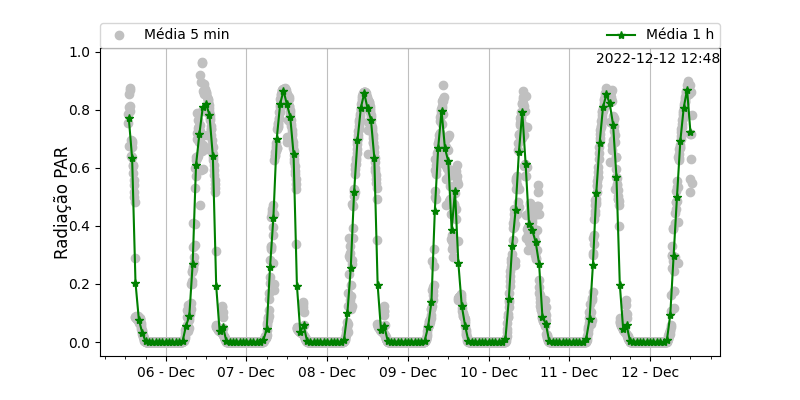 Média 5 min
Média 1 h
2022-12-12 12:48
Radiação PAR
1.0
0.8
0.6
0.4
0.2
0.0
06 - Dec
07 - Dec
08 - Dec
09 - Dec
10 - Dec
11 - Dec
12 - Dec